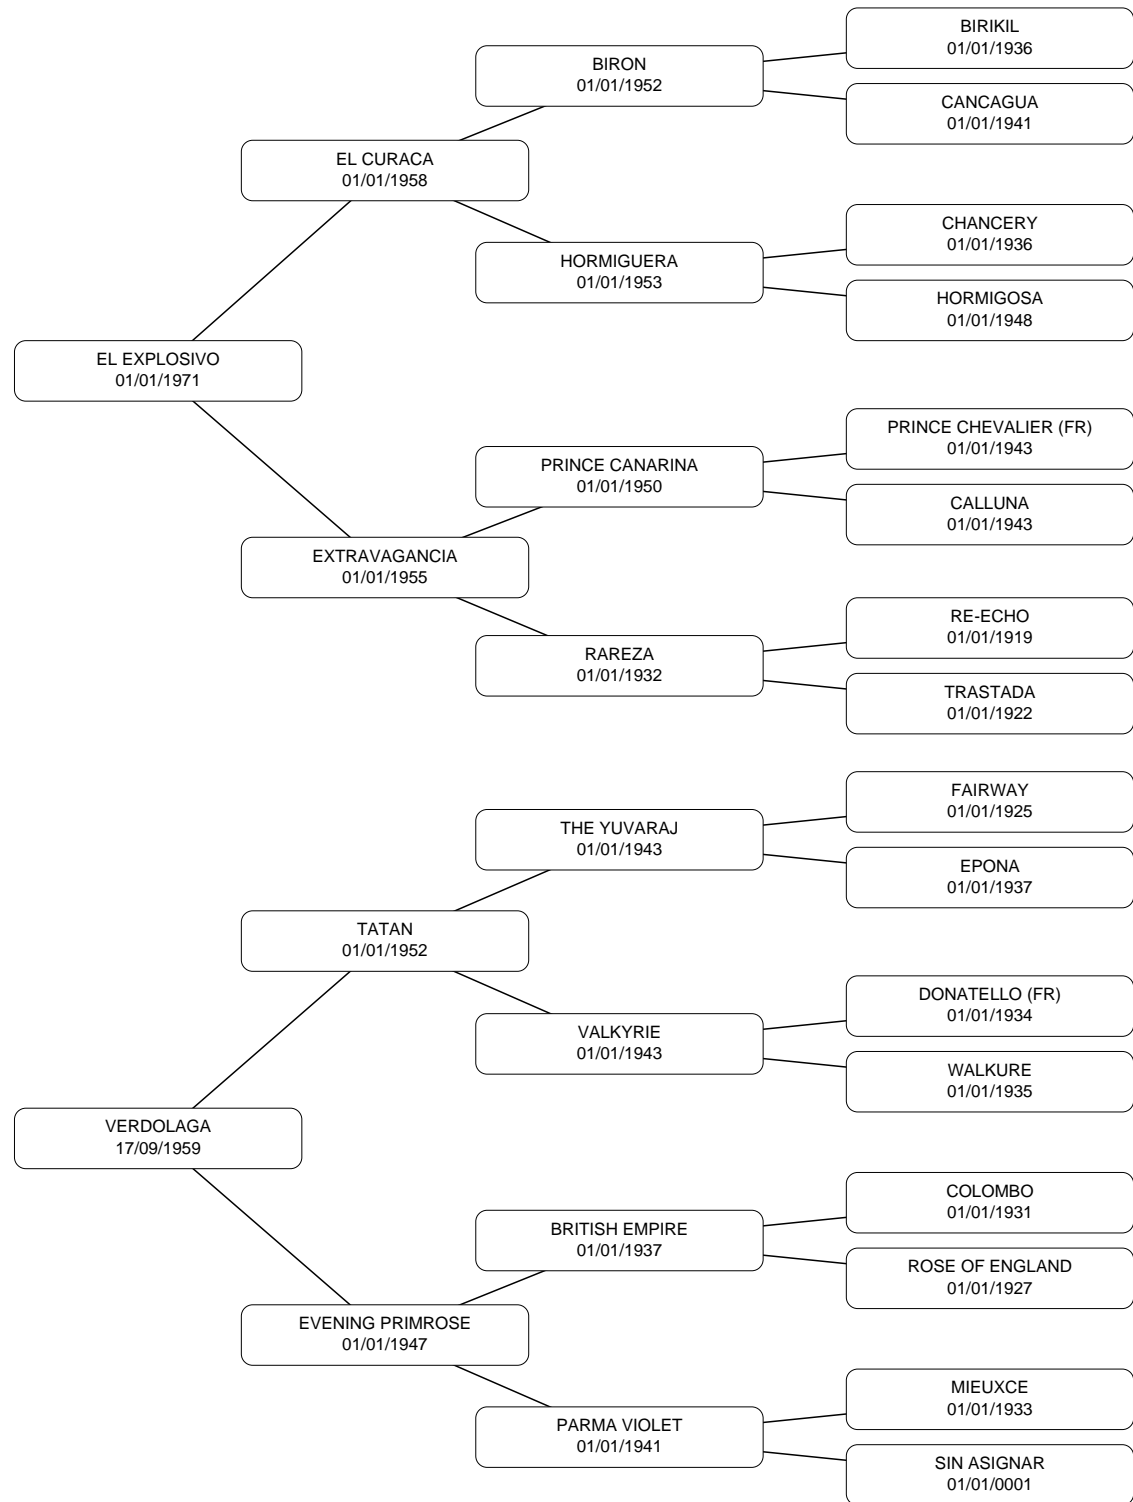 BIRIKIL
01/01/1936
BIRON
01/01/1952
CANCAGUA
01/01/1941
EL CURACA
01/01/1958
CHANCERY
01/01/1936
HORMIGUERA
01/01/1953
HORMIGOSA
01/01/1948
EL EXPLOSIVO
01/01/1971
PRINCE CHEVALIER (FR)
01/01/1943
PRINCE CANARINA
01/01/1950
CALLUNA
01/01/1943
EXTRAVAGANCIA
01/01/1955
RE-ECHO
01/01/1919
RAREZA
01/01/1932
TRASTADA
01/01/1922
FAIRWAY
01/01/1925
THE YUVARAJ
01/01/1943
EPONA
01/01/1937
TATAN
01/01/1952
DONATELLO (FR)
01/01/1934
VALKYRIE
01/01/1943
WALKURE
01/01/1935
VERDOLAGA
17/09/1959
COLOMBO
01/01/1931
BRITISH EMPIRE
01/01/1937
ROSE OF ENGLAND
01/01/1927
EVENING PRIMROSE
01/01/1947
MIEUXCE
01/01/1933
PARMA VIOLET
01/01/1941
SIN ASIGNAR
01/01/0001